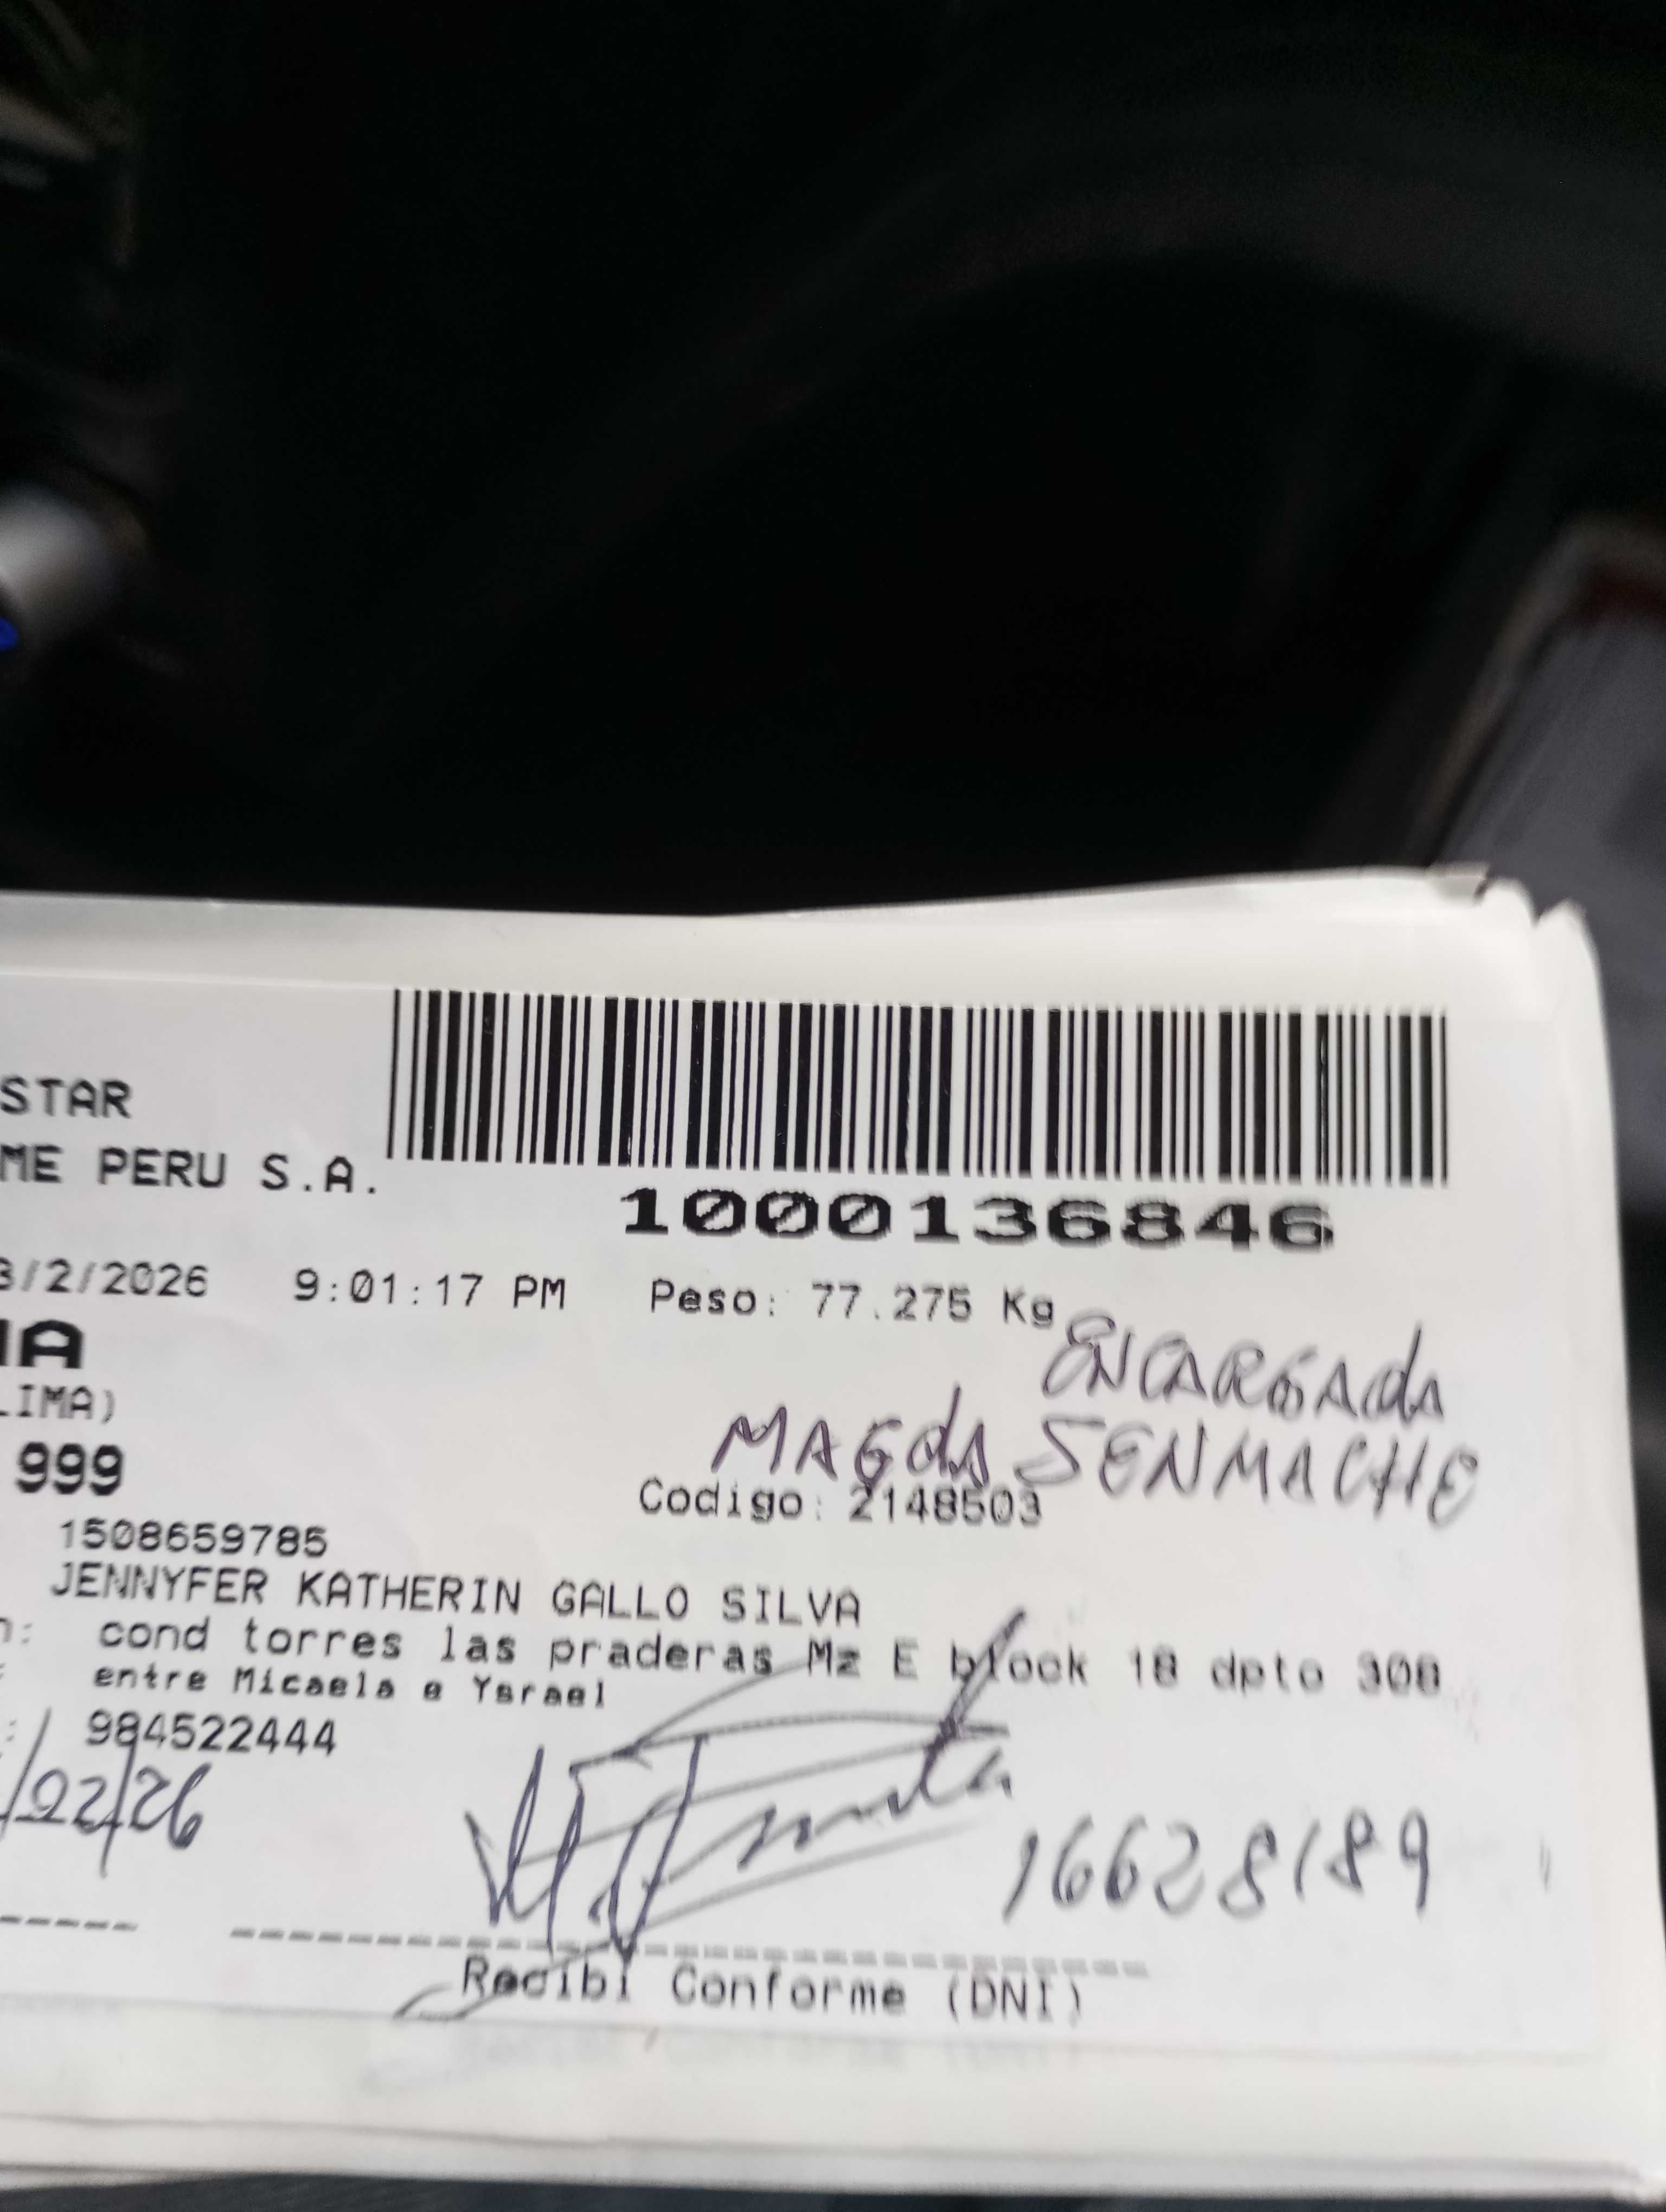 STAR
ME PERU S.A.
1000136846
3/2/2026 9:01:17 PM Peso: 77.275 Kg
ENCARGADA
MAGDA SENMACHE
LIMA)
999
Codigo: 2148503
1508659785
JENNYFER KATHERIN GALLO SILVA
cond torres las praderas Mz E block 18 dpto 308
entre Micaela e Ysrael
984522444
/22/26
16628189
Recibi Conforme (DNI)